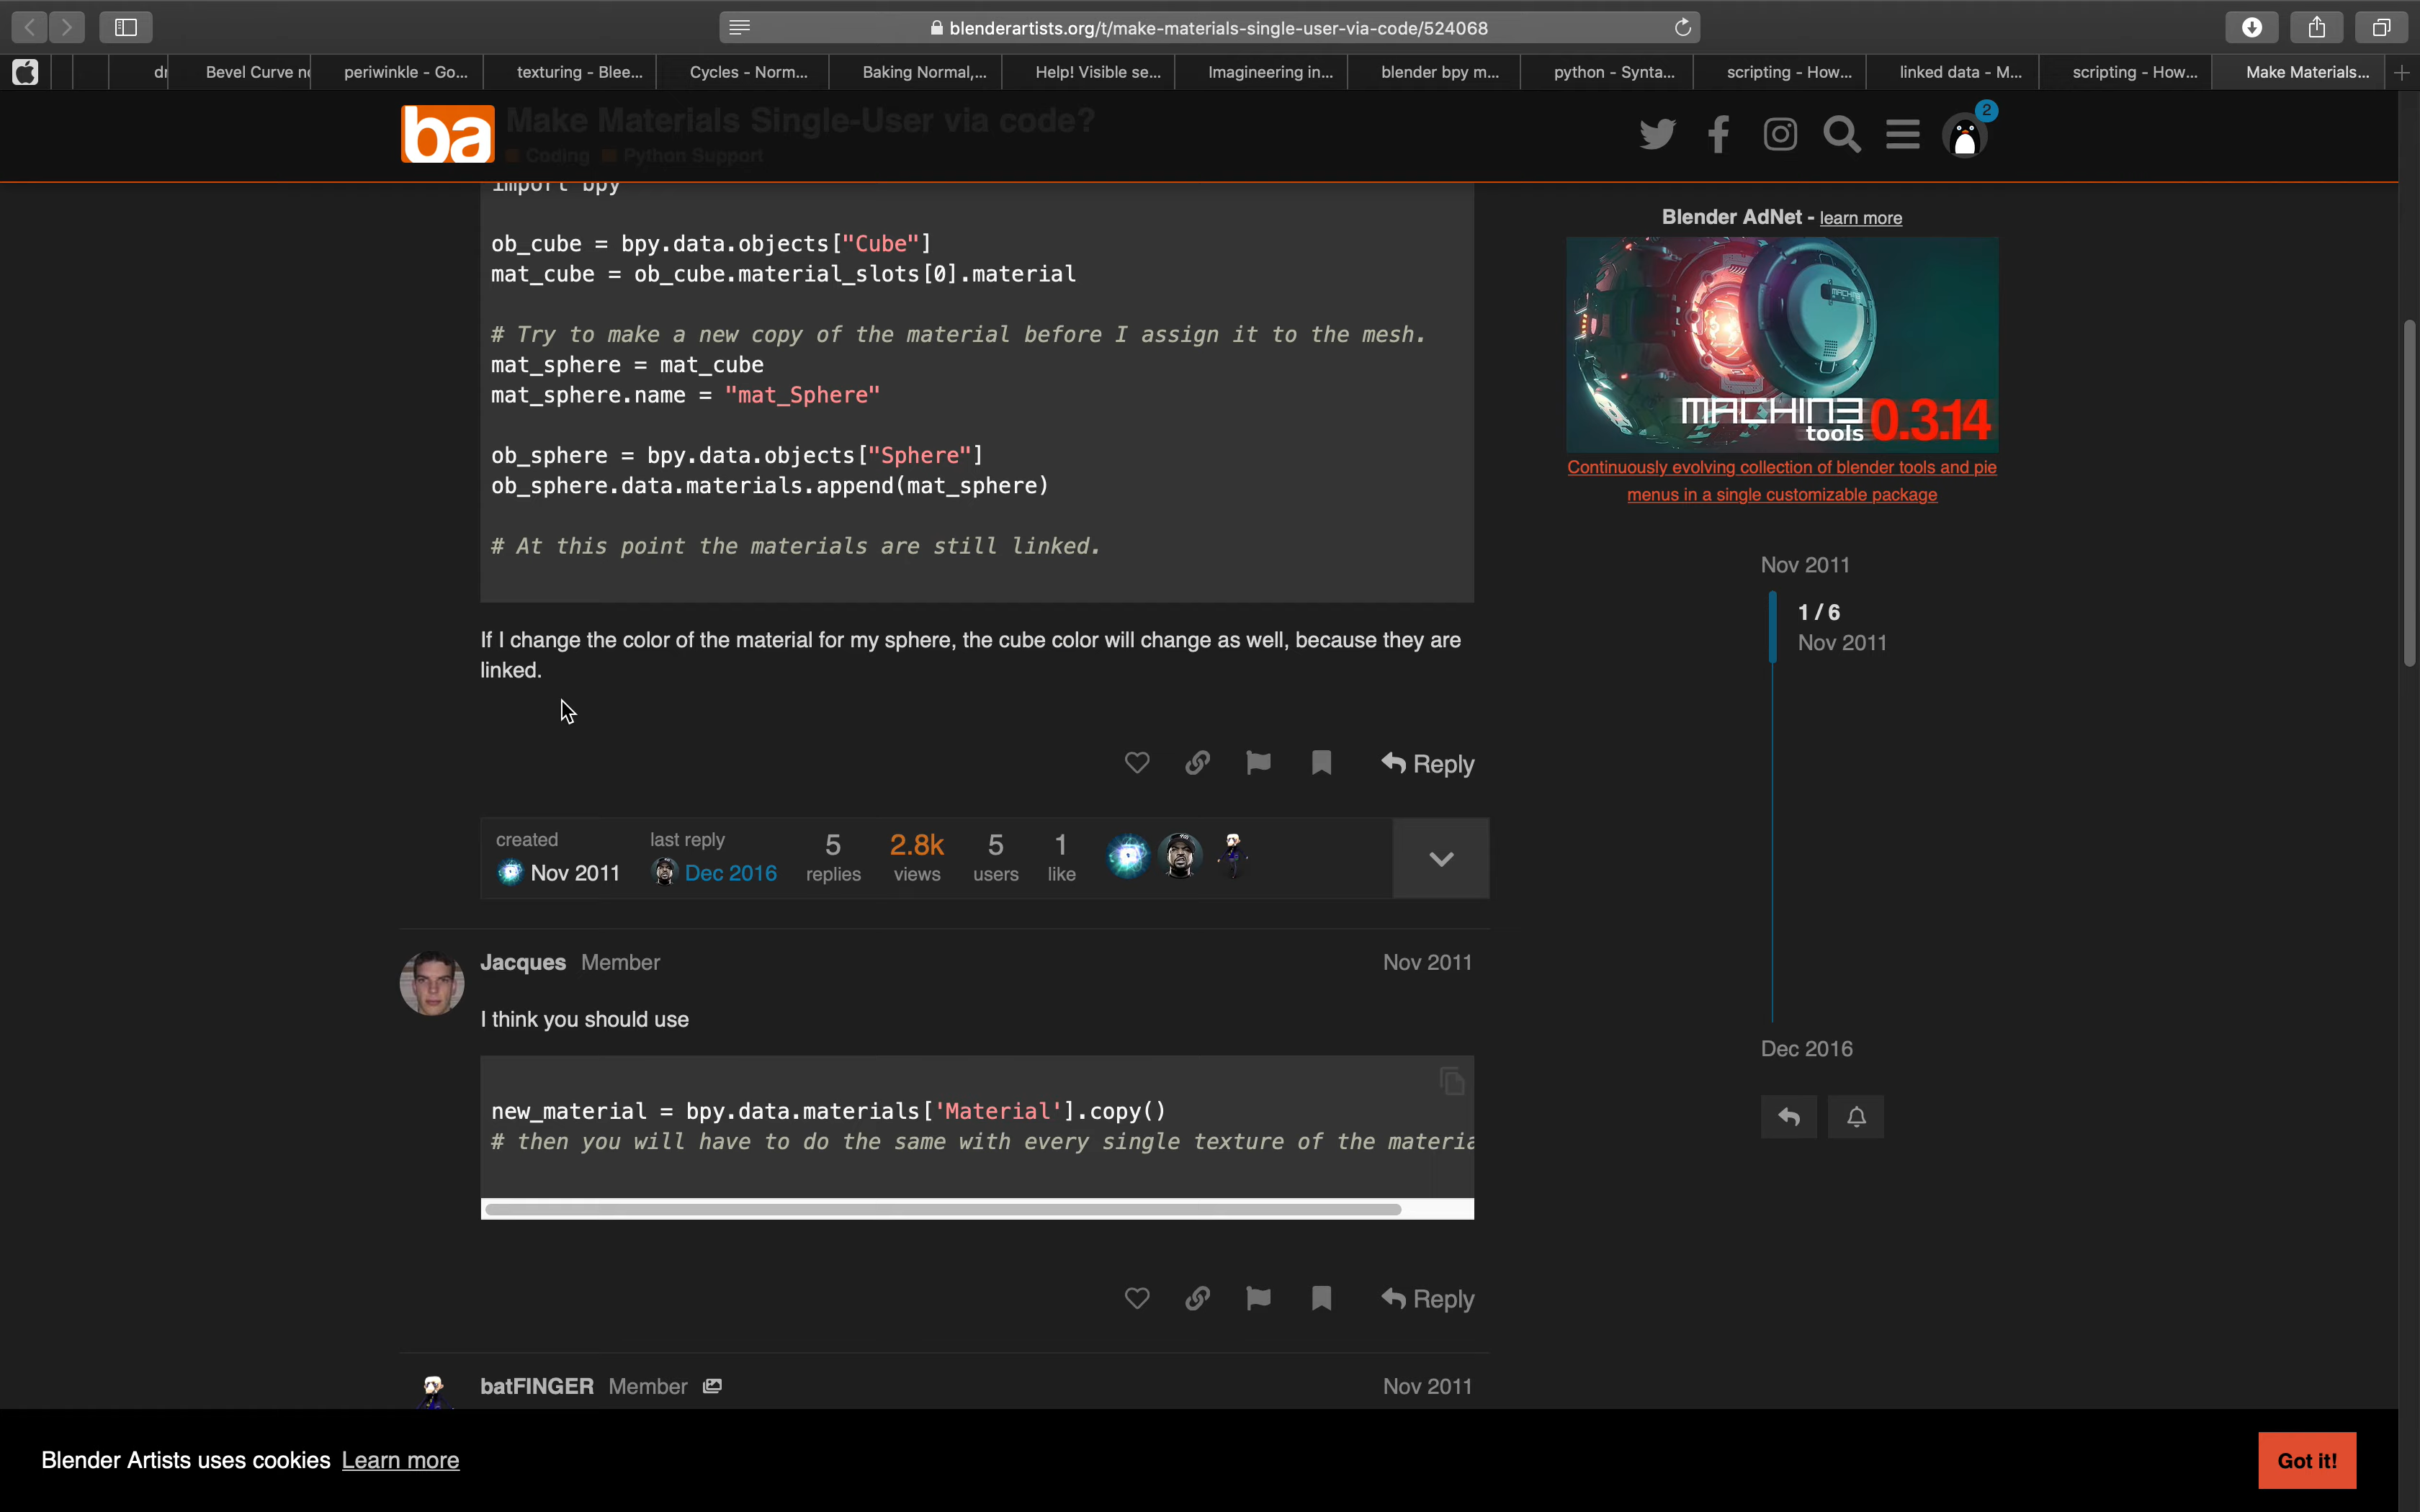 blenderartists.org/t/make-materials-single-user-via-code/524068
Bevel Curve
periwinkle - Go...
texturing - Blee...
Cycles - Norm...
Baking Normal,...
Help! Visible se...
Imagineering in...
blender bpy m...
python - Synta...
scripting - How...
linked data - M...
scripting - How...
Make Materials...
ba
Make Materials Single-User via code?
Coding Python Support
2
import bpy
ob_cube = bpy.data.objects["Cube"]
mat_cube = ob_cube.material_slots[0].material
# Try to make a new copy of the material before I assign it to the mesh.
mat_sphere = mat_cube
mat_sphere.name = "mat_Sphere"
ob_sphere = bpy.data.objects["Sphere"]
ob_sphere.data.materials.append(mat_sphere)
# At this point the materials are still linked.
If I change the color of the material for my sphere, the cube color will change as well, because they are
linked.
Reply
created
Nov 2011
last reply
Dec 2016
5
replies
2.8k
views
5
users
1
like
Jacques Member
Nov 2011
I think you should use
new_material = bpy.data.materials['Material'].copy()
# then you will have to do the same with every single texture of the materia
Reply
batFINGER Member
Nov 2011
Blender AdNet - learn more
MACHIN3
tools
0.3.14
Continuously evolving collection of blender tools and pie
menus in a single customizable package
Nov 2011
1 / 6
Nov 2011
Dec 2016
Blender Artists uses cookies Learn more
Got it!